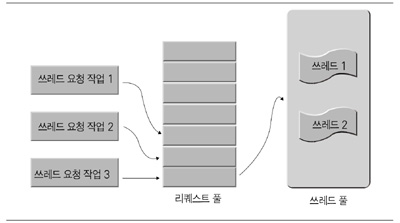 쓰레드 요청 작업 1
쓰레드 요청 작업 2
쓰레드 요청 작업 3
리퀘스트 풀
쓰레드 1
쓰레드 2
쓰레드 풀